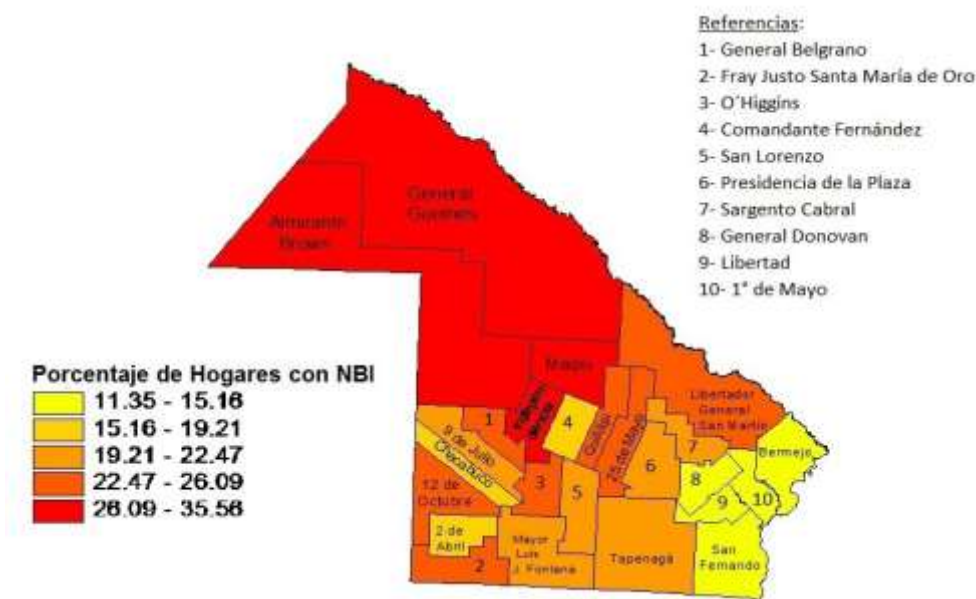 Referencias:
1- General Belgrano
2- Fray Justo Santa María de Oro
3- O´Higgins
4- Comandante Fernández
5- San Lorenzo
6- Presidencia de la Plaza
7- Sargento Cabral
8- General Donovan
9- Libertad
10- 1° de Mayo
General
Guemes
Almirante
Brown
Porcentaje de Hogares con NBI
11.35 - 15.16
15.16 - 19.21
19.21 - 22.47
22.47 - 26.09
26.09 - 35.56
Maipú
Libertador
General
San Martín
Bermejo
1
4
Quitilipi
25 de Mayo
9 de Julio
Chacabuco
7
6
8
12 de
Octubre
3
5
9
10
2 de
Abril
Mayor
Luis
J. Fontana
Tapenagá
San
Fernando
2